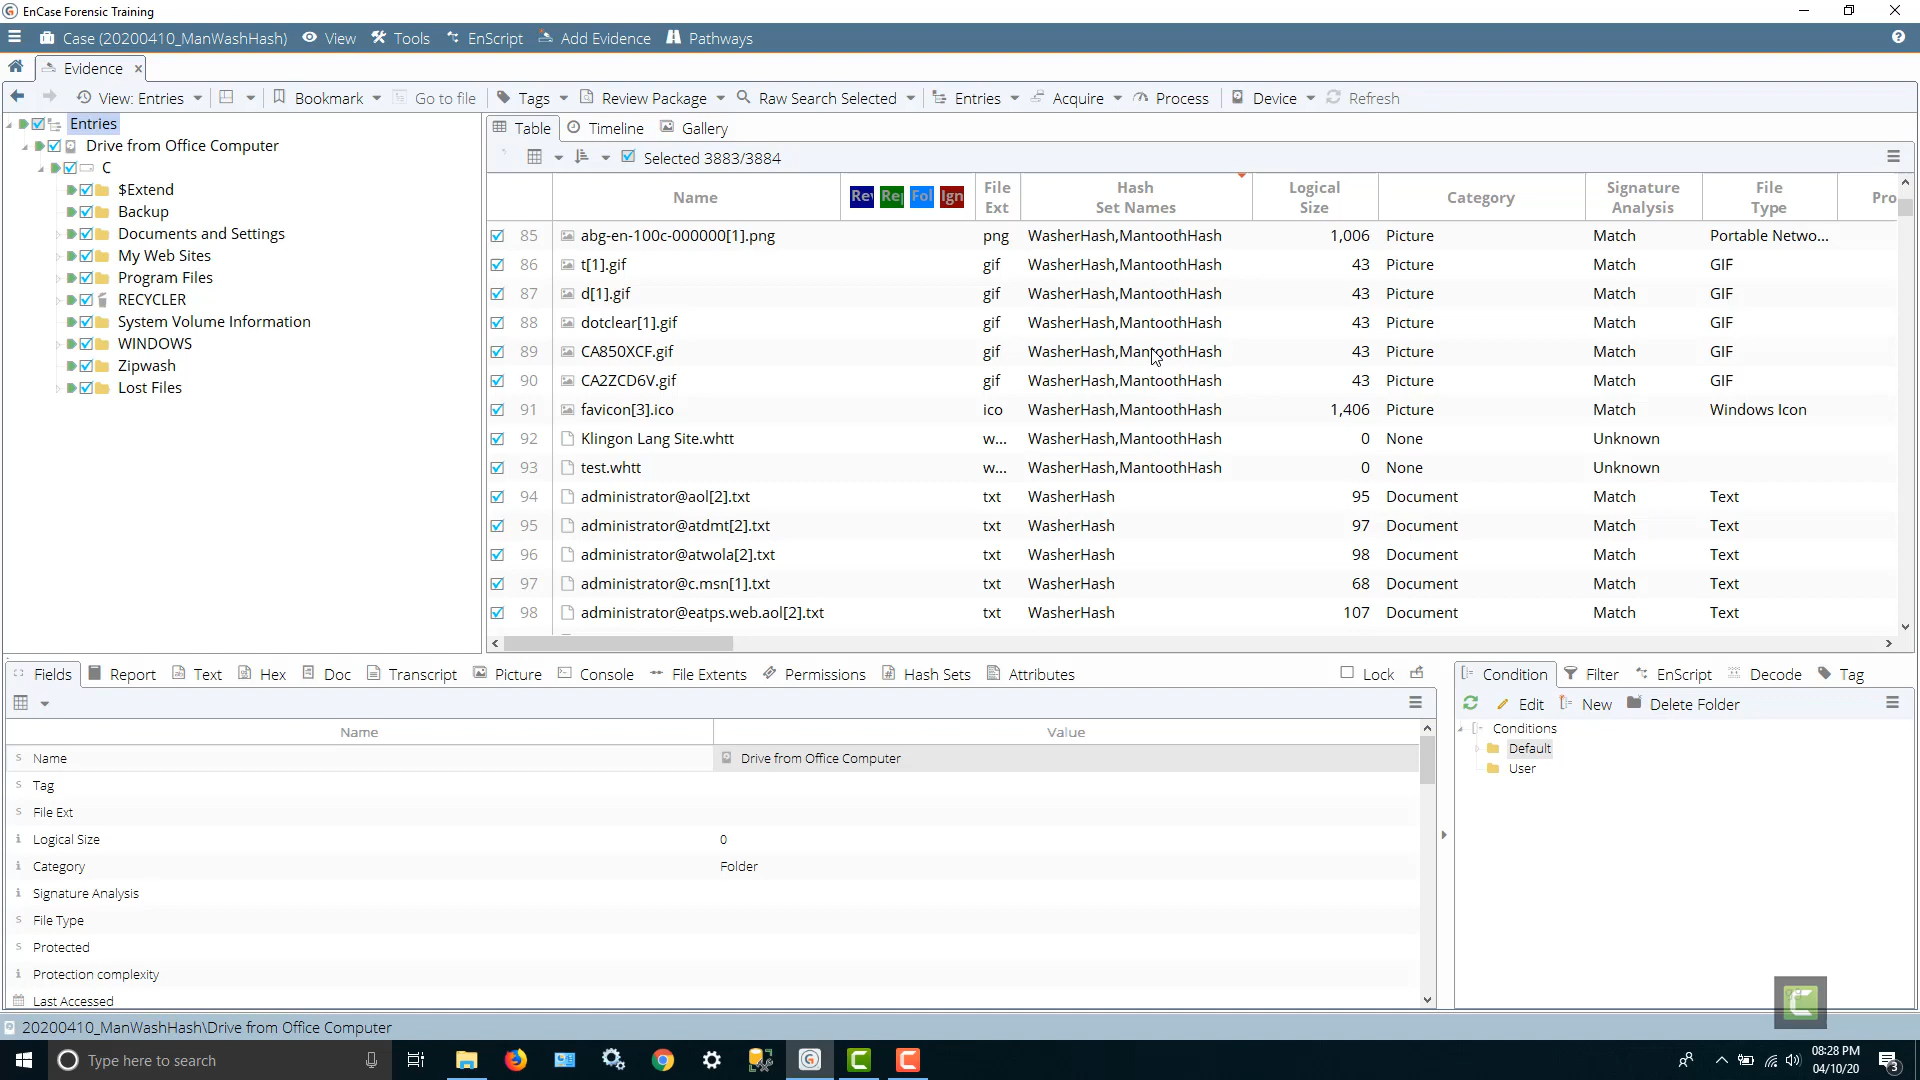 EnCase Forensic Training
Case (20200410_ManWashHash) View Tools EnScript Add Evidence Pathways
Evidence
View: Entries Bookmark Go to file Tags Review Package Raw Search Selected Entries Acquire Process Device Refresh
Entries
Drive from Office Computer
C
$Extend
Backup
Documents and Settings
My Web Sites
Program Files
RECYCLER
System Volume Information
WINDOWS
Zipwash
Lost Files
Table Timeline Gallery
Selected 3883/3884
Name Rev Rep Fol Ign File Ext Hash Set Names Logical Size Category Signature Analysis File Type Pro
85 abg-en-100c-000000[1].png png WasherHash,MantoothHash 1,006 Picture Match Portable Netwo...
86 t[1].gif gif WasherHash,MantoothHash 43 Picture Match GIF
87 d[1].gif gif WasherHash,MantoothHash 43 Picture Match GIF
88 dotclear[1].gif gif WasherHash,MantoothHash 43 Picture Match GIF
89 CA850XCF.gif gif WasherHash,MantoothHash 43 Picture Match GIF
90 CA2ZCD6V.gif gif WasherHash,MantoothHash 43 Picture Match GIF
91 favicon[3].ico ico WasherHash,MantoothHash 1,406 Picture Match Windows Icon
92 Klingon Lang Site.whtt w... WasherHash,MantoothHash 0 None Unknown
93 test.whtt w... WasherHash,MantoothHash 0 None Unknown
94 administrator@aol[2].txt txt WasherHash 95 Document Match Text
95 administrator@atdmt[2].txt txt WasherHash 97 Document Match Text
96 administrator@atwola[2].txt txt WasherHash 98 Document Match Text
97 administrator@c.msn[1].txt txt WasherHash 68 Document Match Text
98 administrator@eatps.web.aol[2].txt txt WasherHash 107 Document Match Text
Fields Report Text Hex Doc Transcript Picture Console File Extents Permissions Hash Sets Attributes Lock
Name Value
s Name Drive from Office Computer
s Tag
s File Ext
i Logical Size 0
i Category Folder
i Signature Analysis
s File Type
s Protected
i Protection complexity
Last Accessed
Condition Filter EnScript Decode Tag
Edit New Delete Folder
Conditions
Default
User
20200410_ManWashHash\Drive from Office Computer
Type here to search
08:28 PM
04/10/20
3